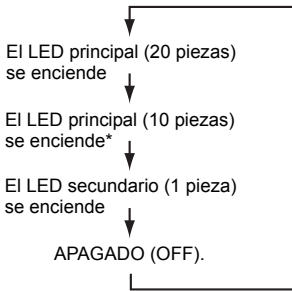 El LED principal (20 piezas)
se enciende
El LED principal (10 piezas)
se enciende*
El LED secundario (1 pieza)
se enciende
APAGADO (OFF).